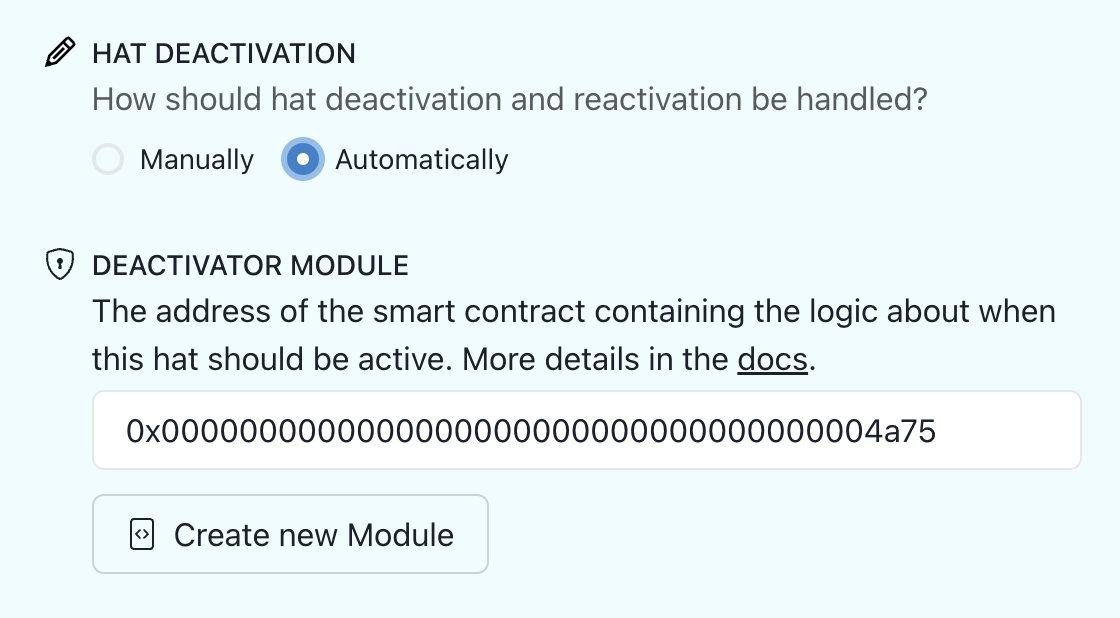 HAT DEACTIVATION
How should hat deactivation and reactivation be handled?
Manually Automatically
DEACTIVATOR MODULE
The address of the smart contract containing the logic about when
this hat should be active. More details in the docs.
0x0000000000000000000000000000000000004a75
Create new Module